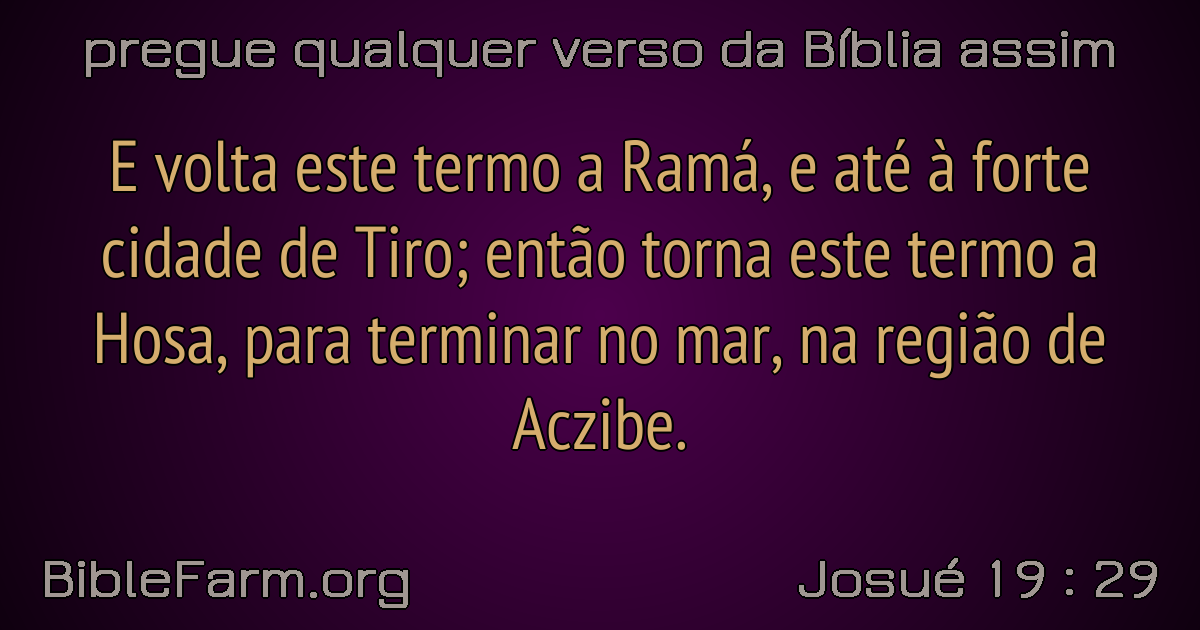 pregue qualquer verso da Bíblia assim
E volta este termo a Ramá, e até à forte
cidade de Tiro; então torna este termo a
Hosa, para terminar no mar, na região de
Aczibe.
BibleFarm.org
Josué 19 : 29